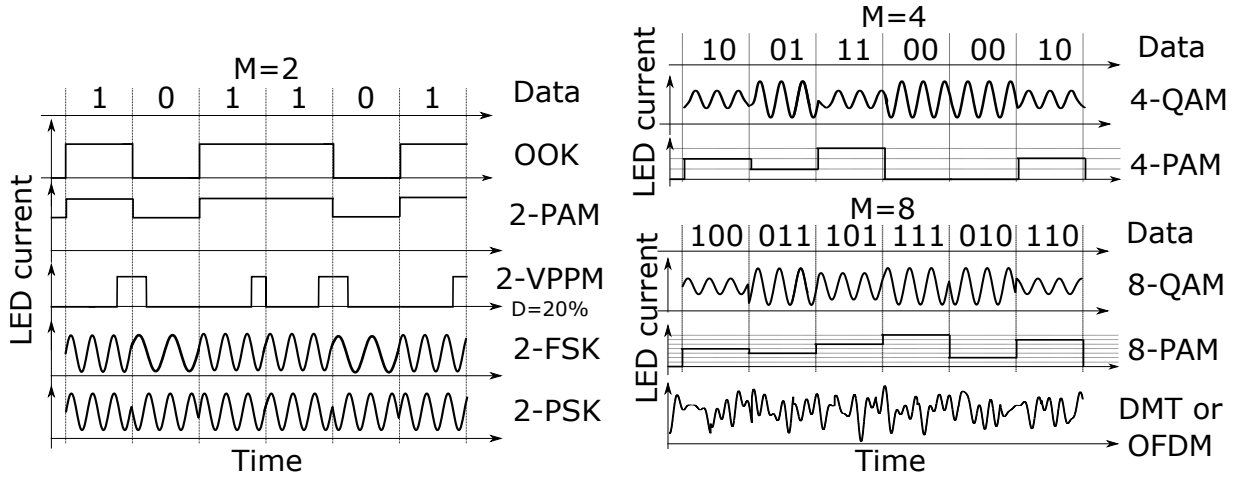 M=2
1 0 1 1 0 1 Data
OOK
2-PAM
2-VPPM
D=20%
2-FSK
2-PSK
LED current
Time
M=4
10 01 11 00 00 10 Data
4-QAM
4-PAM
LED current
M=8
100 011 101 111 010 110 Data
8-QAM
8-PAM
LED current
DMT or
OFDM
Time